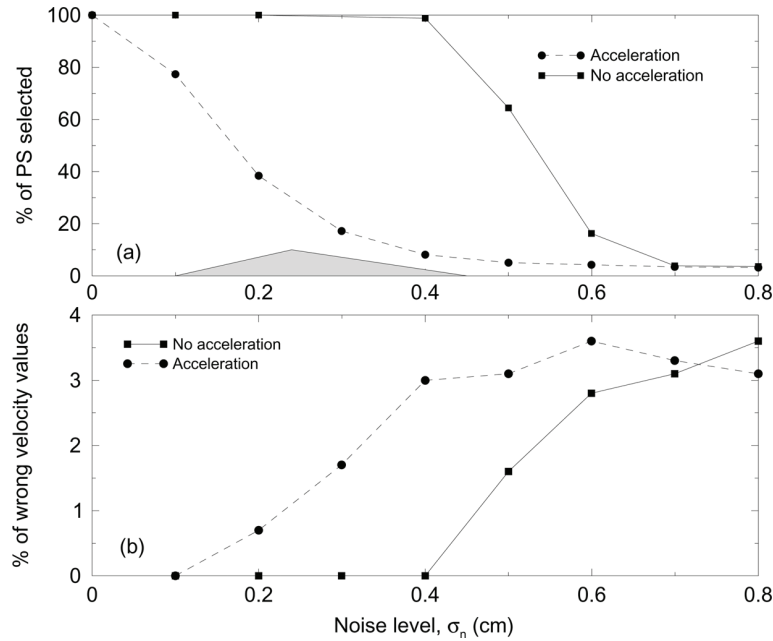 % of PS selected
100
80
60
40
20
0
Acceleration
No acceleration
(a)
0 0.2 0.4 0.6 0.8
% of wrong velocity values
4
3
2
1
0
No acceleration
Acceleration
(b)
0 0.2 0.4 0.6 0.8
Noise level, σn (cm)